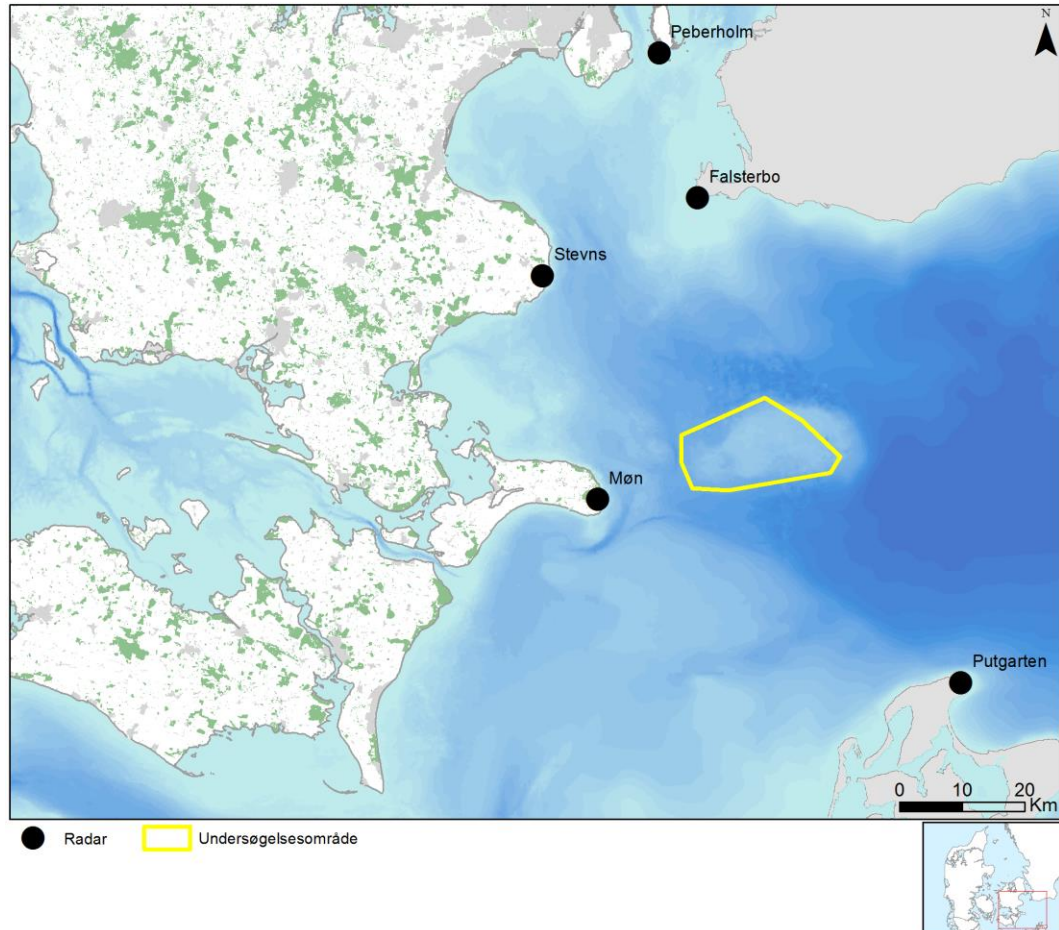 N
Peberholm
Falsterbo
Stevns
Møn
Putgarten
0 10 20
Km
Radar
Undersøgelsesområde